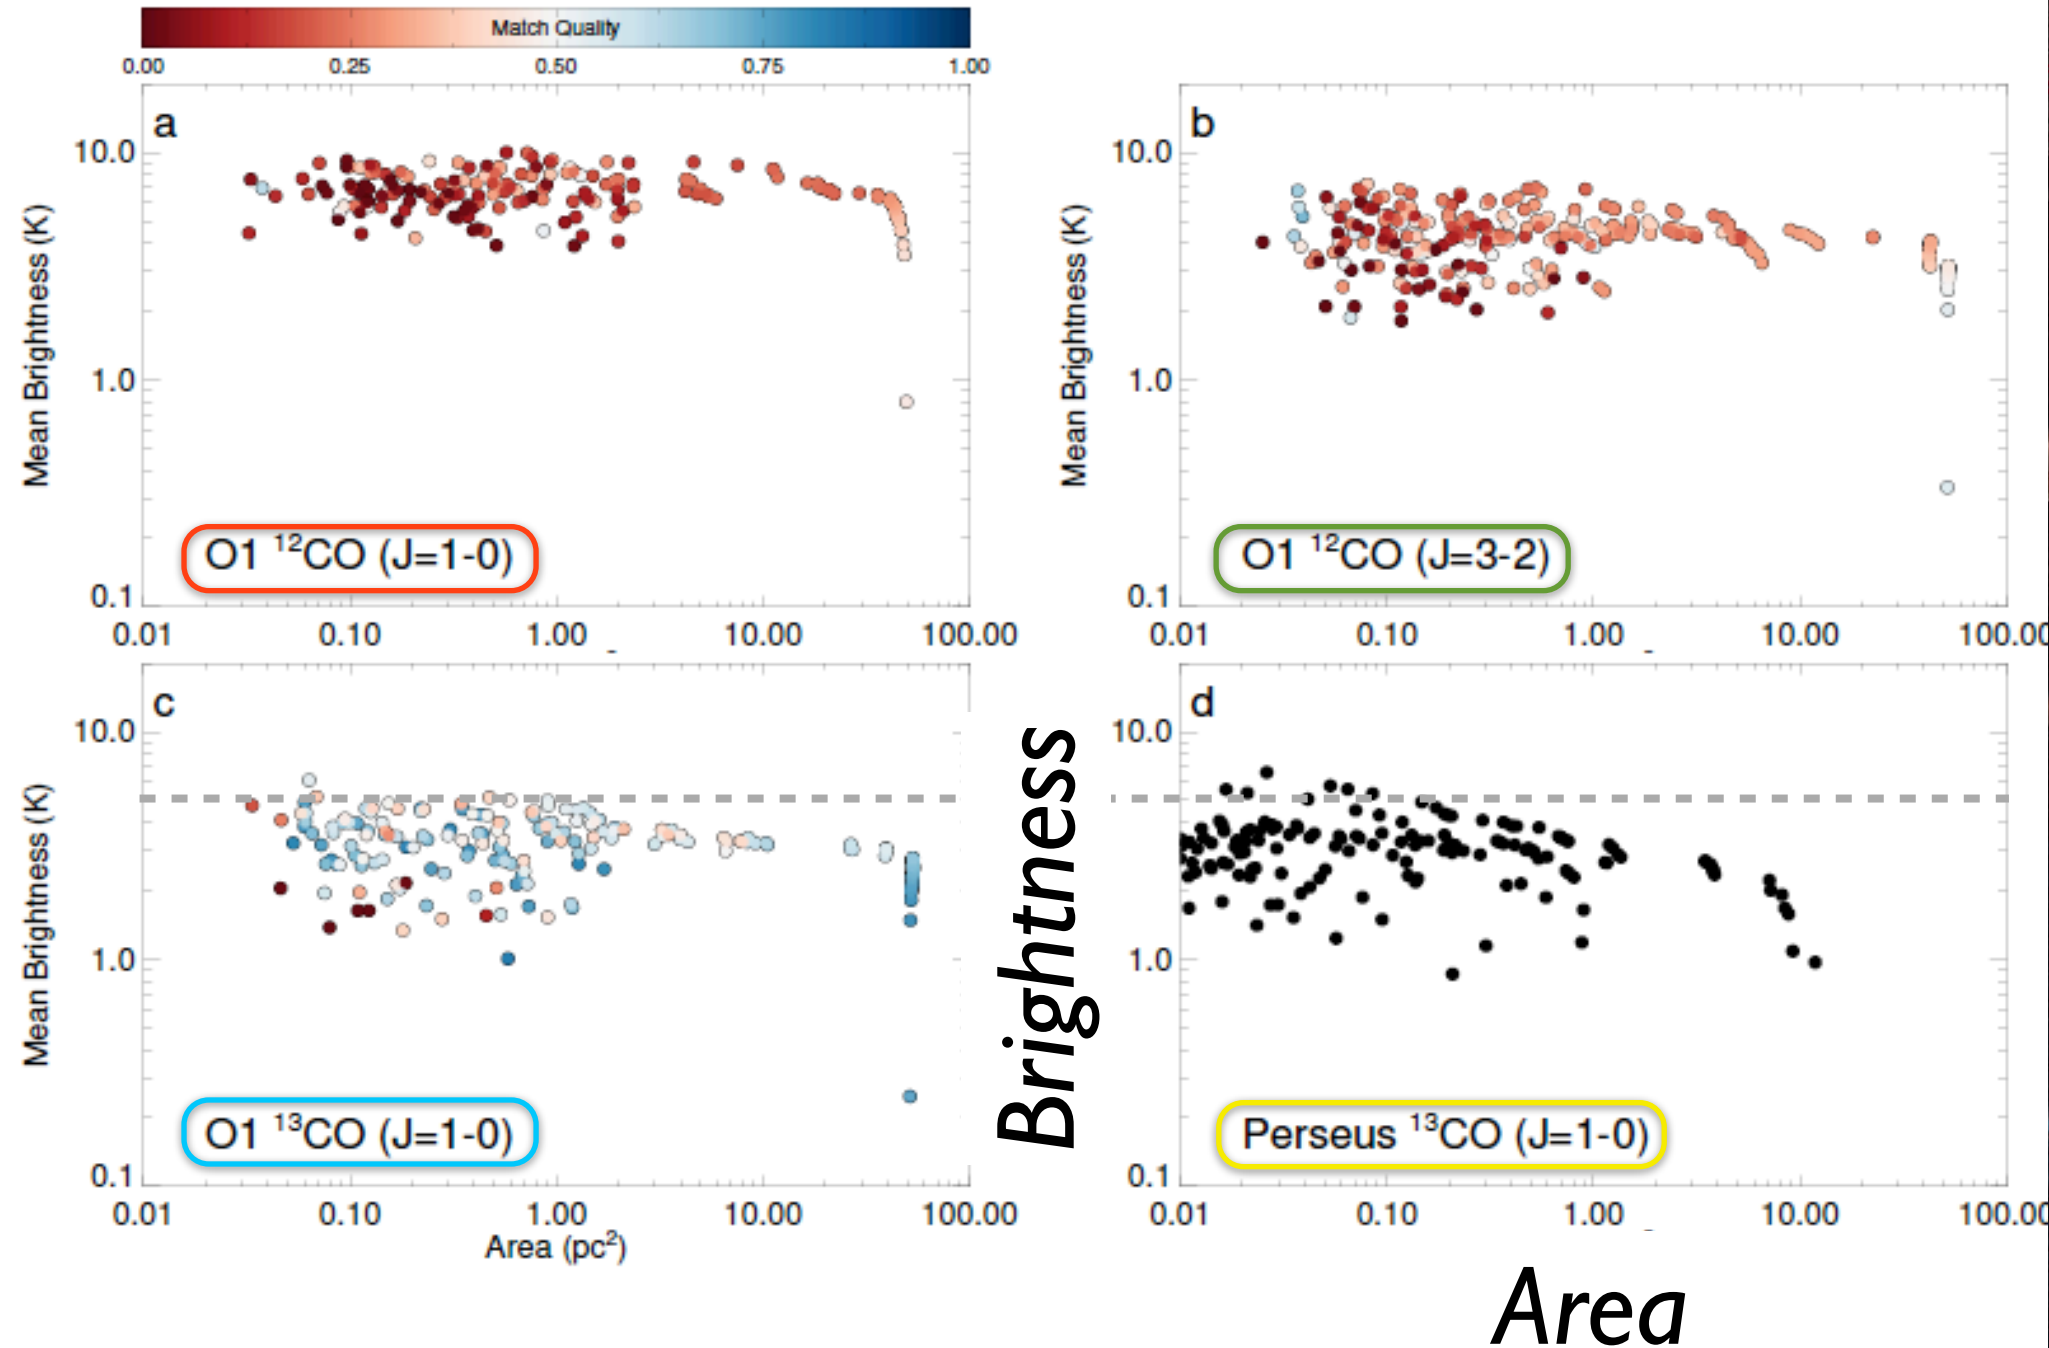 Match Quality
0.00 0.25 0.50 0.75 1.00
a
10.0
1.0
0.1
Mean Brightness (K)
O1 ¹²CO (J=1-0)
0.01 0.10 1.00 10.00 100.00
b
10.0
1.0
0.1
Mean Brightness (K)
O1 ¹²CO (J=3-2)
0.01 0.10 1.00 10.00 100.00
c
10.0
1.0
0.1
Mean Brightness (K)
O1 ¹³CO (J=1-0)
0.01 0.10 1.00 10.00 100.00
Area (pc²)
d
10.0
1.0
0.1
Brightness
Perseus ¹³CO (J=1-0)
0.01 0.10 1.00 10.00 100.00
Area